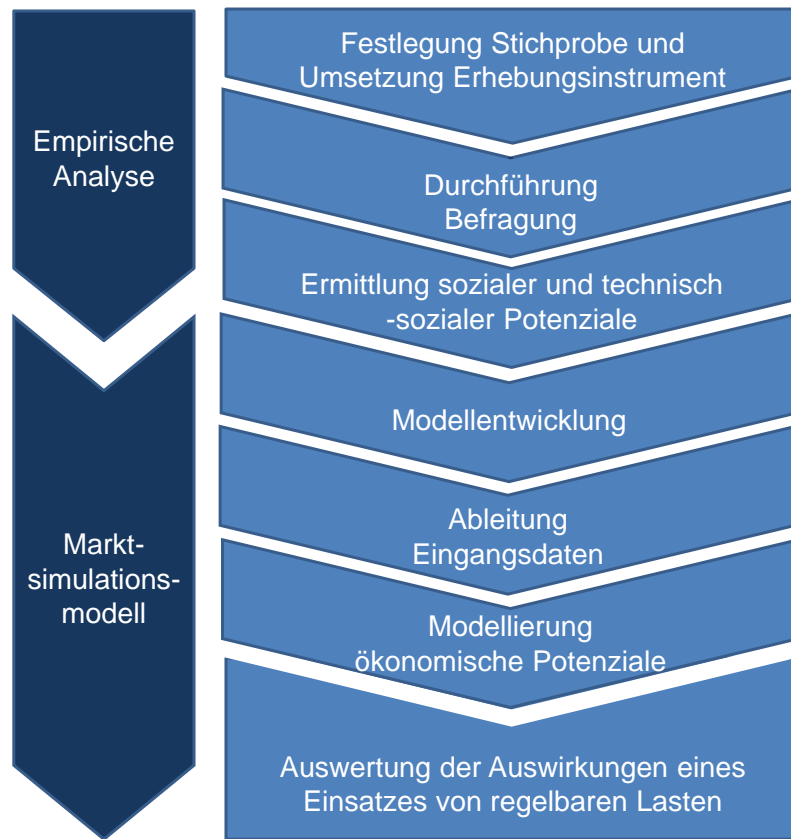 Empirische
Analyse
Markt-
simulations-
modell
Festlegung Stichprobe und
Umsetzung Erhebungsinstrument
Durchführung
Befragung
Ermittlung sozialer und technisch
-sozialer Potenziale
Modellentwicklung
Ableitung
Eingangsdaten
Modellierung
ökonomische Potenziale
Auswertung der Auswirkungen eines
Einsatzes von regelbaren Lasten